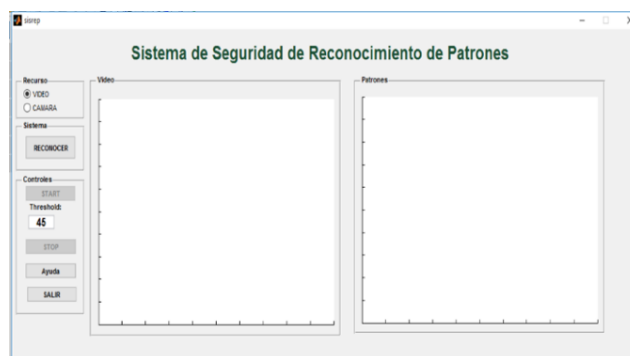 sisrep
Sistema de Seguridad de Reconocimiento de Patrones
Recurso
VIDEO
CAMARA
Sistema
RECONOCER
Controles
START
Threshold:
45
STOP
Ayuda
SALIR
Video
Patrones